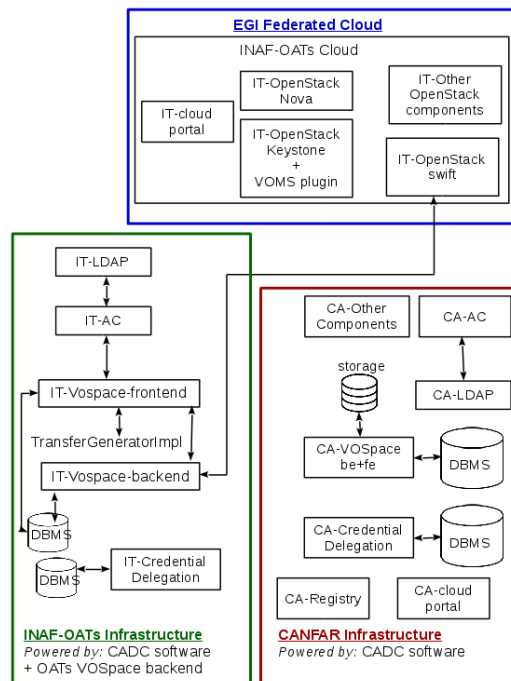 EGI Federated Cloud
INAF-OATs Cloud
IT-cloud
portal
IT-OpenStack
Nova
IT-OpenStack
Keystone
+
VOMS plugin
IT-Other
OpenStack
components
IT-OpenStack
swift
IT-LDAP
IT-AC
IT-Vospace-frontend
TransferGeneratorImpl
IT-Vospace-backend
DBMS
DBMS
IT-Credential
Delegation
INAF-OATs Infrastructure
Powered by: CADC software
+ OATs VOSpace backend
CA-Other
Components
CA-AC
storage
CA-LDAP
CA-VOSpace
be+fe
DBMS
CA-Credential
Delegation
DBMS
CA-Registry
CA-cloud
portal
CANFAR Infrastructure
Powered by: CADC software